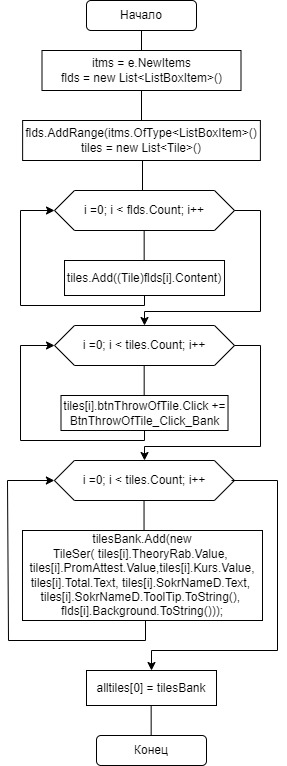 Начало
itms = e.NewItems
flds = new List<ListBoxItem>()
flds.AddRange(itms.OfType<ListBoxItem>()
tiles = new List<Tile>()
i =0; i < flds.Count; i++
tiles.Add((Tile)flds[i].Content)
i =0; i < tiles.Count; i++
tiles[i].btnThrowOfTile.Click +=
BtnThrowOfTile_Click_Bank
i =0; i < tiles.Count; i++
tilesBank.Add(new
TileSer( tiles[i].TheoryRab.Value,
tiles[i].PromAttest.Value,tiles[i].Kurs.Value,
tiles[i].Total.Text, tiles[i].SokrNameD.Text,
tiles[i].SokrNameD.ToolTip.ToString(),
flds[i].Background.ToString()));
alltiles[0] = tilesBank
Конец